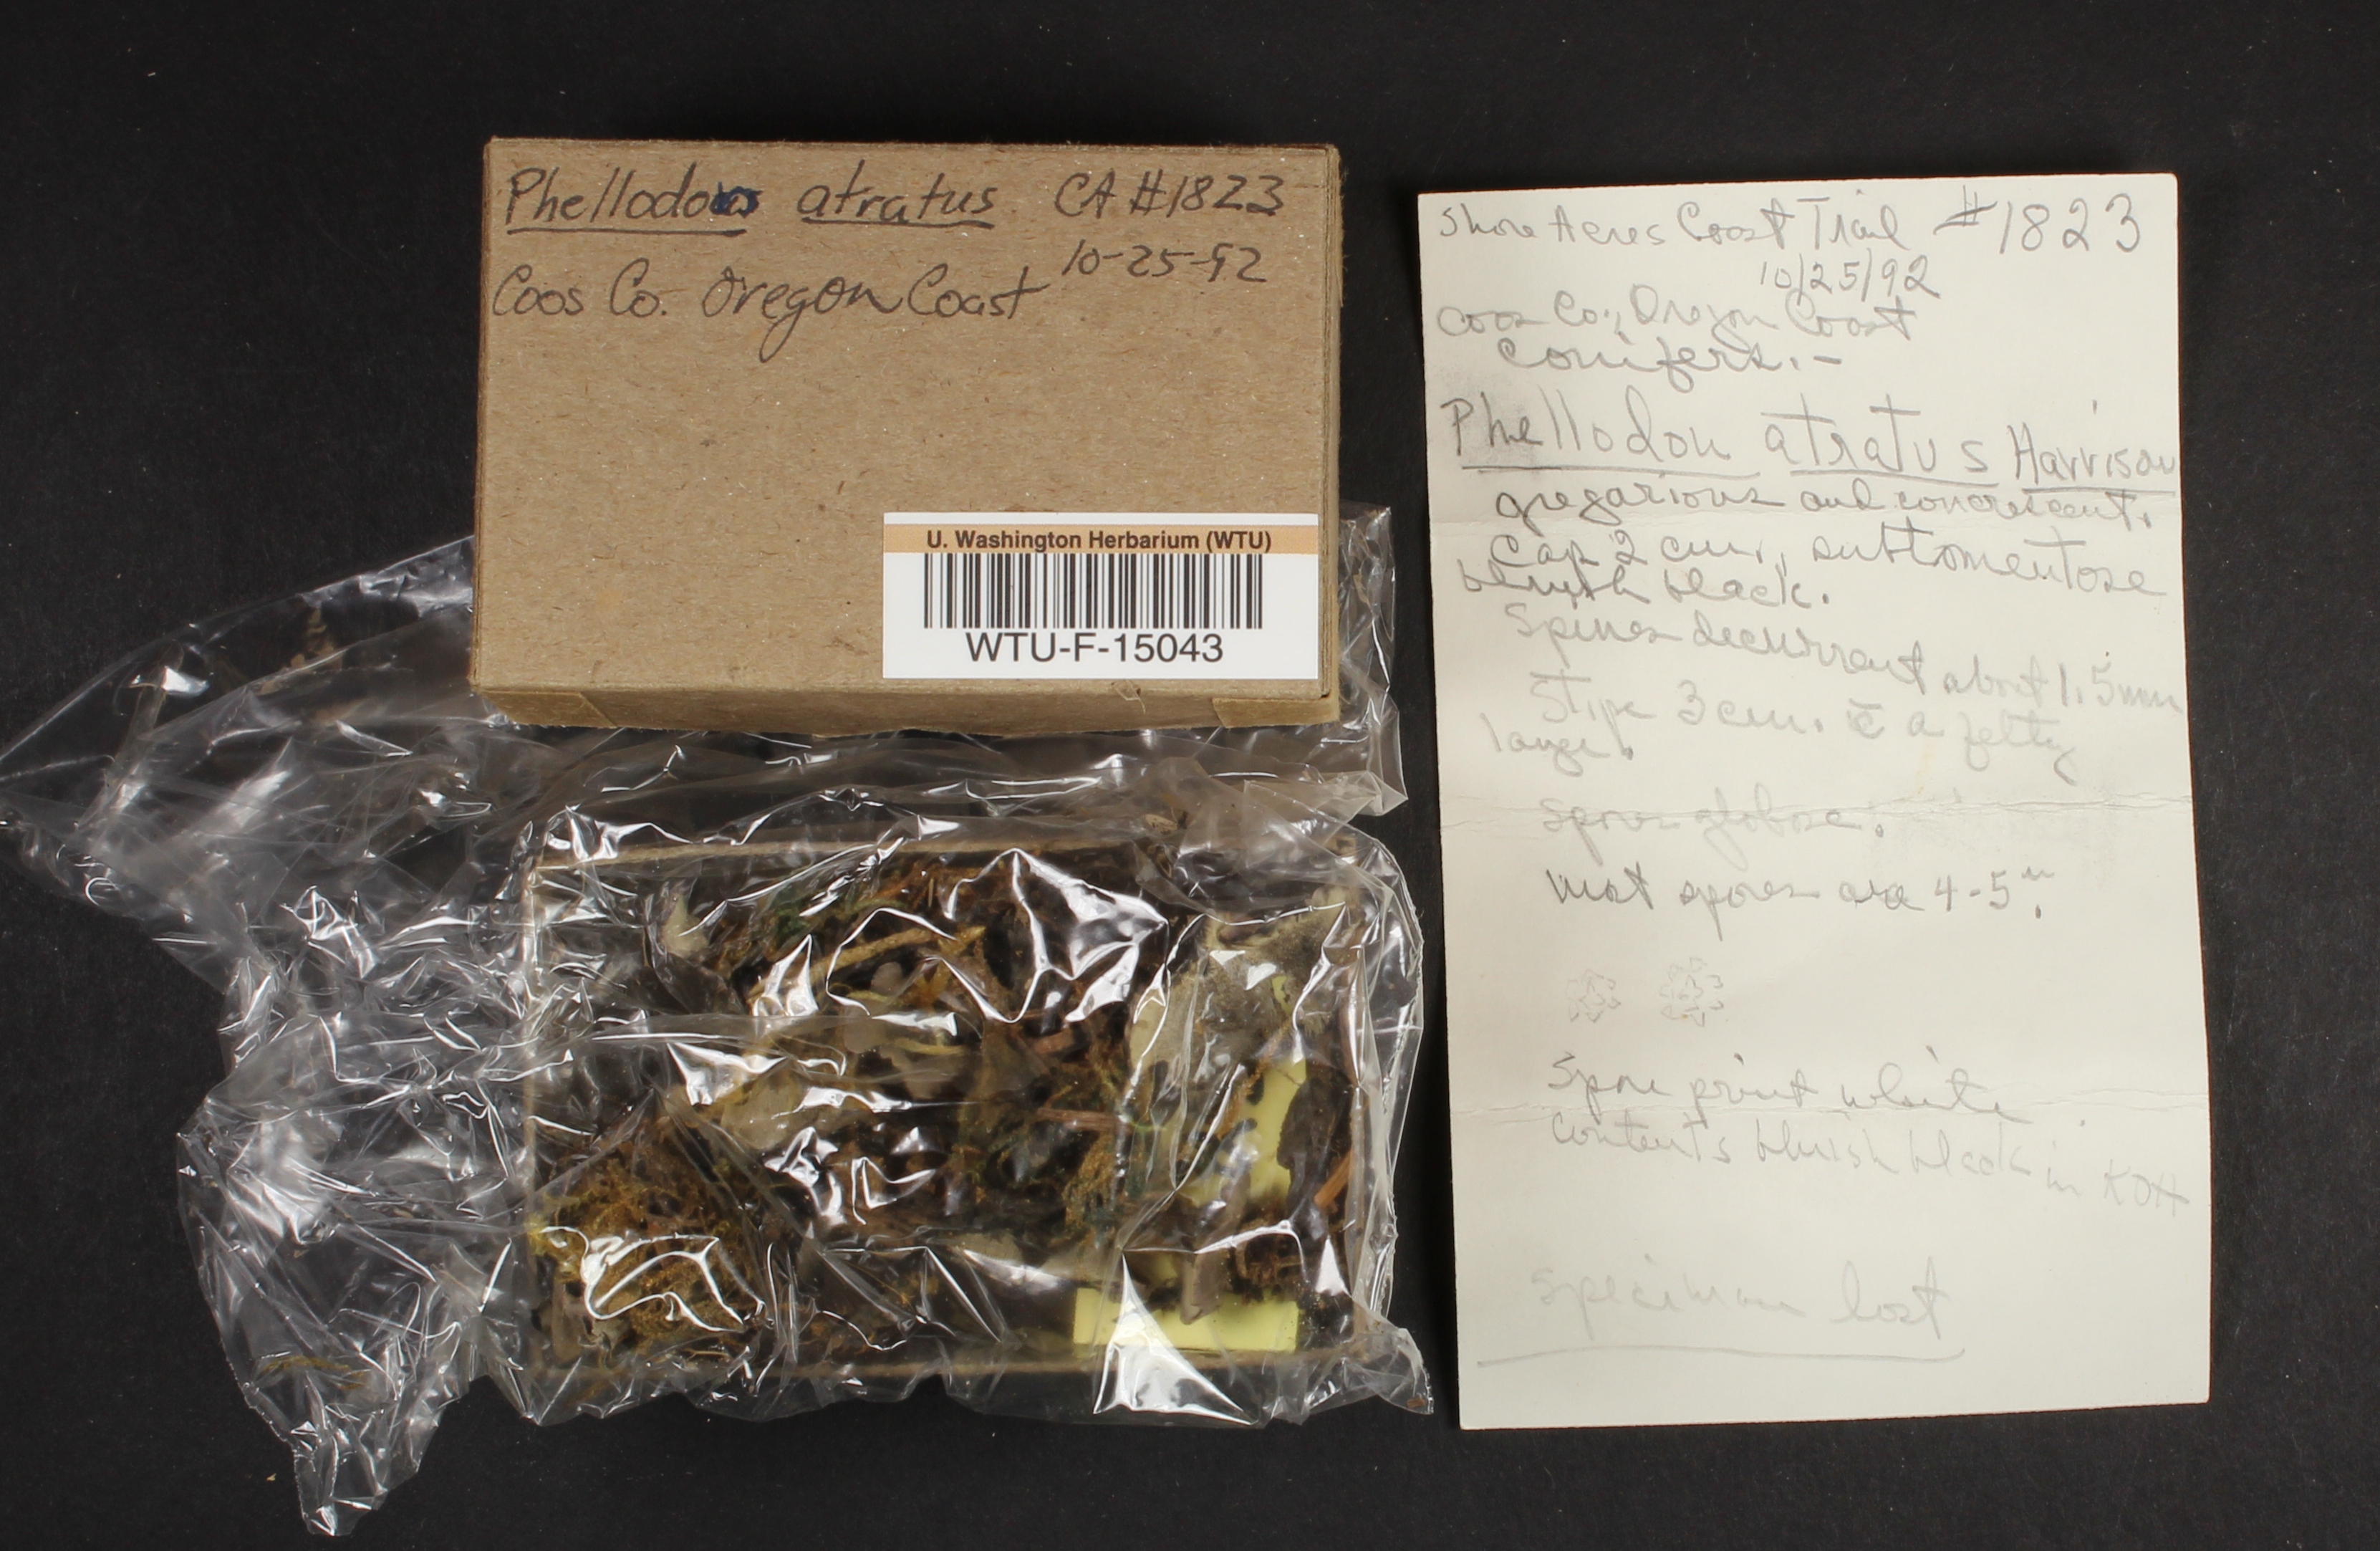 Phellodon atratus CA #1823
10-25-92
Coos Co. Oregon Coast
U. Washington Herbarium (WTU)
WTU-F-15043
Shore Acres Coast Trail #1823
10/25/92
Coos Co., Oregon Coast
conifers.-
Phellodon atratus Harrison
gregarious and concrescent.
Cap 2 cm., subtomentose
bluish black.
Spines decurrent about 1.5mm
Stipe 3 cm. c̄ a felty
layer.
Spores globose.
Most spores are 4-5 u.
Spore print white
contents bluish black in KOH
Specimen lost